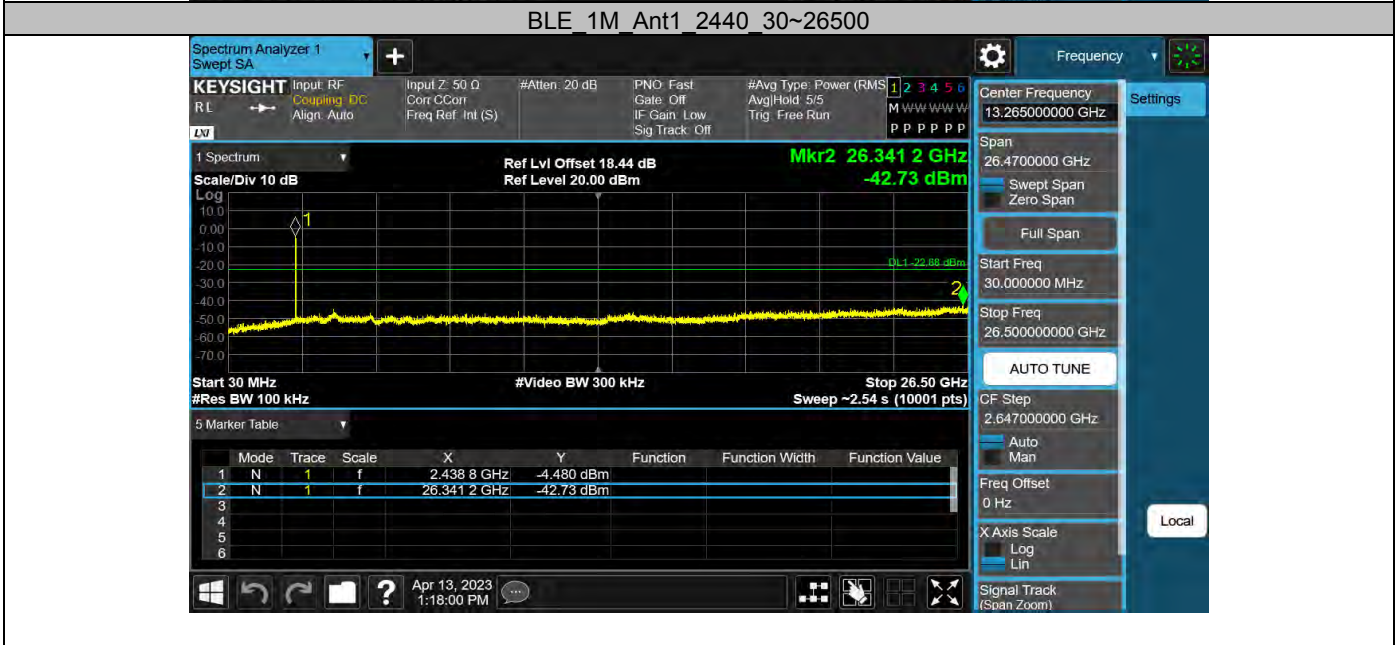 BLE_1M_Ant1_2440_30~26500
Spectrum Analyzer 1
Swept SA
Frequency
KEYSIGHT
RL
LXI
Input: RF
Coupling: DC
Align: Auto
Input Z: 50 Ω
Corr CCorr
Freq Ref: Int (S)
#Atten: 20 dB
PNO: Fast
Gate: Off
IF Gain: Low
Sig Track: Off
#Avg Type: Power (RMS
Avg|Hold: 5/5
Trig: Free Run
1 2 3 4 5 6
M W W W W W
P P P P P P
1 Spectrum
Scale/Div 10 dB
Ref Lvl Offset 18.44 dB
Ref Level 20.00 dBm
Mkr2 26.341 2 GHz
-42.73 dBm
Log
10.0
0.00
-10.0
-20.0
-30.0
-40.0
-50.0
-60.0
-70.0
1
2
DL1 -22.68 dBm
Start 30 MHz
#Video BW 300 kHz
Stop 26.50 GHz
#Res BW 100 kHz
Sweep ~2.54 s (10001 pts)
5 Marker Table
Mode Trace Scale X Y Function Function Width Function Value
1 N 1 f 2.438 8 GHz -4.480 dBm
2 N 1 f 26.341 2 GHz -42.73 dBm
3
4
5
6
Apr 13, 2023
1:18:00 PM
Center Frequency
13.265000000 GHz
Settings
Span
26.4700000 GHz
Swept Span
Zero Span
Full Span
Start Freq
30.000000 MHz
Stop Freq
26.500000000 GHz
AUTO TUNE
CF Step
2.647000000 GHz
Auto
Man
Freq Offset
0 Hz
Local
X Axis Scale
Log
Lin
Signal Track
(Span Zoom)